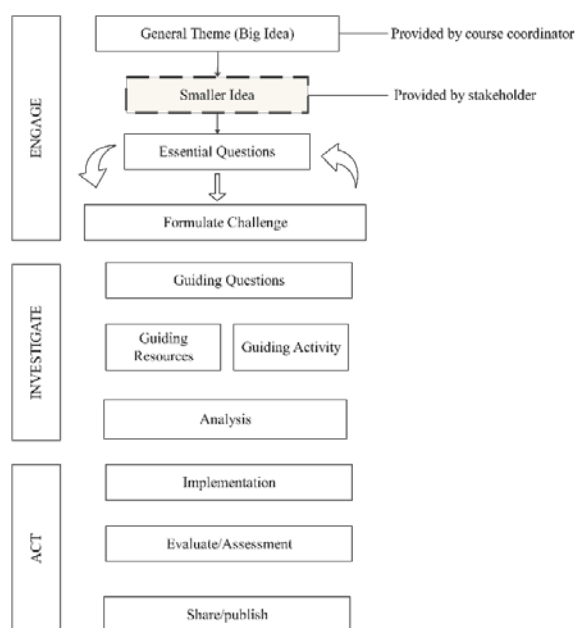 General Theme (Big Idea)
Provided by course coordinator
Smaller Idea
Provided by stakeholder
ENGAGE
Essential Questions
Formulate Challenge
Guiding Questions
INVESTIGATE
Guiding
Resources
Guiding Activity
Analysis
Implementation
ACT
Evaluate/Assessment
Share/publish